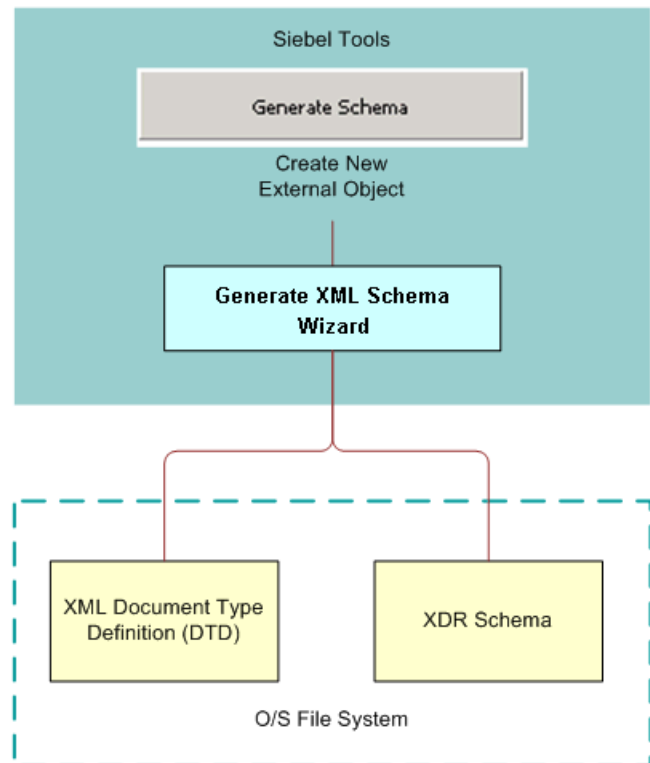 Siebel Tools
Generate Schema
Create New
External Object
Generate XML Schema
Wizard
XML Document Type
Definition (DTD)
XDR Schema
O/S File System